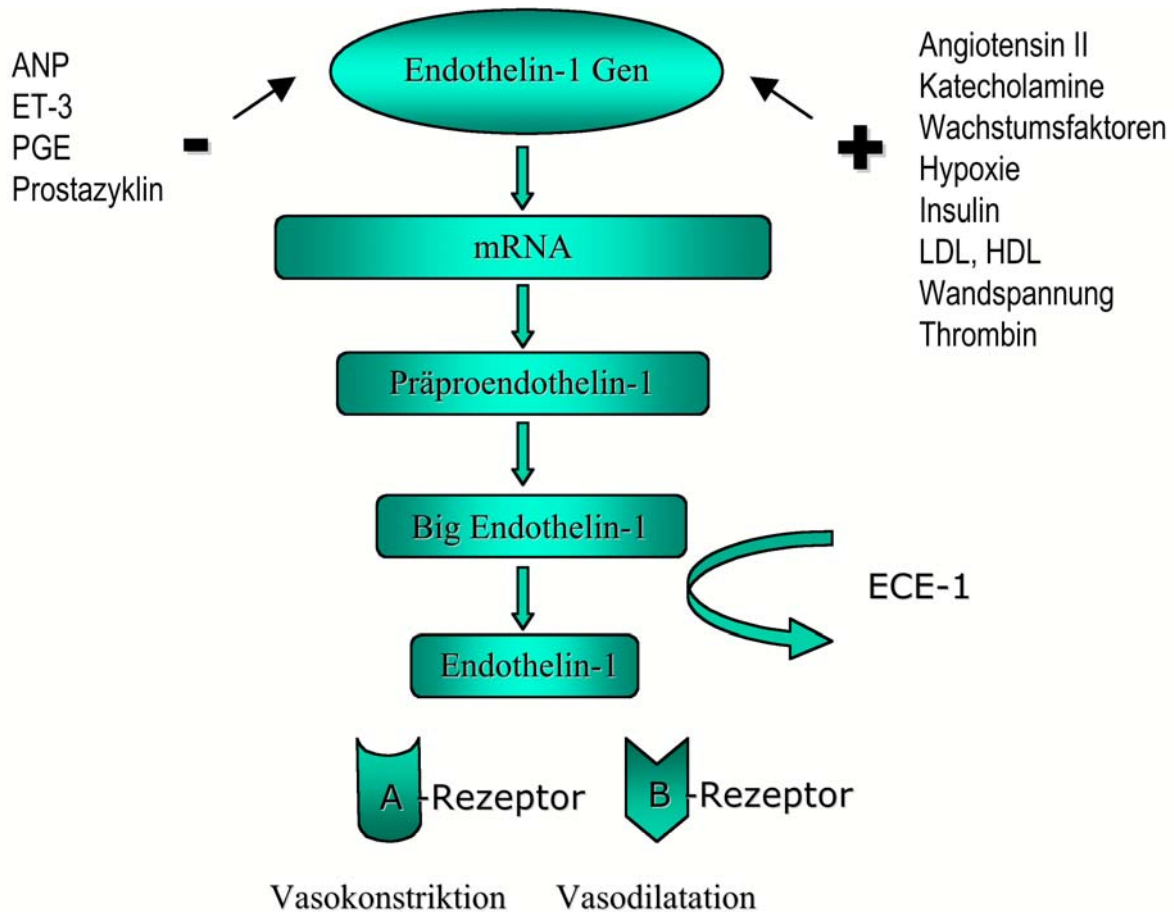 ANP
ET-3
PGE
Prostazyklin
-
Endothelin-1 Gen
+
Angiotensin II
Katecholamine
Wachstumsfaktoren
Hypoxie
Insulin
LDL, HDL
Wandspannung
Thrombin
mRNA
Präproendothelin-1
Big Endothelin-1
ECE-1
Endothelin-1
A -Rezeptor
B -Rezeptor
Vasokonstriktion
Vasodilatation